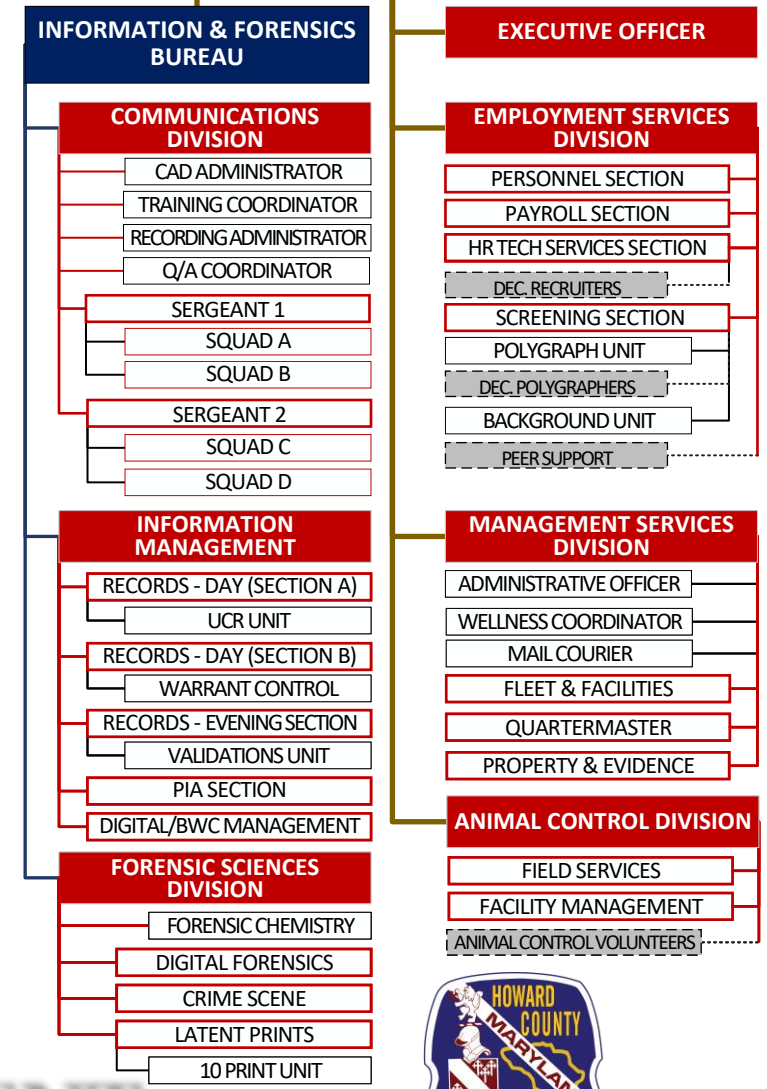 INFORMATION & FORENSICS
BUREAU
COMMUNICATIONS
DIVISION
CAD ADMINISTRATOR
TRAINING COORDINATOR
RECORDING ADMINISTRATOR
Q/A COORDINATOR
SERGEANT 1
SQUAD A
SQUAD B
SERGEANT 2
SQUAD C
SQUAD D
INFORMATION
MANAGEMENT
RECORDS - DAY (SECTION A)
UCR UNIT
RECORDS - DAY (SECTION B)
WARRANT CONTROL
RECORDS - EVENING SECTION
VALIDATIONS UNIT
PIA SECTION
DIGITAL/BWC MANAGEMENT
FORENSIC SCIENCES
DIVISION
FORENSIC CHEMISTRY
DIGITAL FORENSICS
CRIME SCENE
LATENT PRINTS
10 PRINT UNIT
EXECUTIVE OFFICER
EMPLOYMENT SERVICES
DIVISION
PERSONNEL SECTION
PAYROLL SECTION
HR TECH SERVICES SECTION
DEC. RECRUITERS
SCREENING SECTION
POLYGRAPH UNIT
DEC. POLYGRAPHERS
BACKGROUND UNIT
PEER SUPPORT
MANAGEMENT SERVICES
DIVISION
ADMINISTRATIVE OFFICER
WELLNESS COORDINATOR
MAIL COURIER
FLEET & FACILITIES
QUARTERMASTER
PROPERTY & EVIDENCE
ANIMAL CONTROL DIVISION
FIELD SERVICES
FACILITY MANAGEMENT
ANIMAL CONTROL VOLUNTEERS
HOWARD
COUNTY